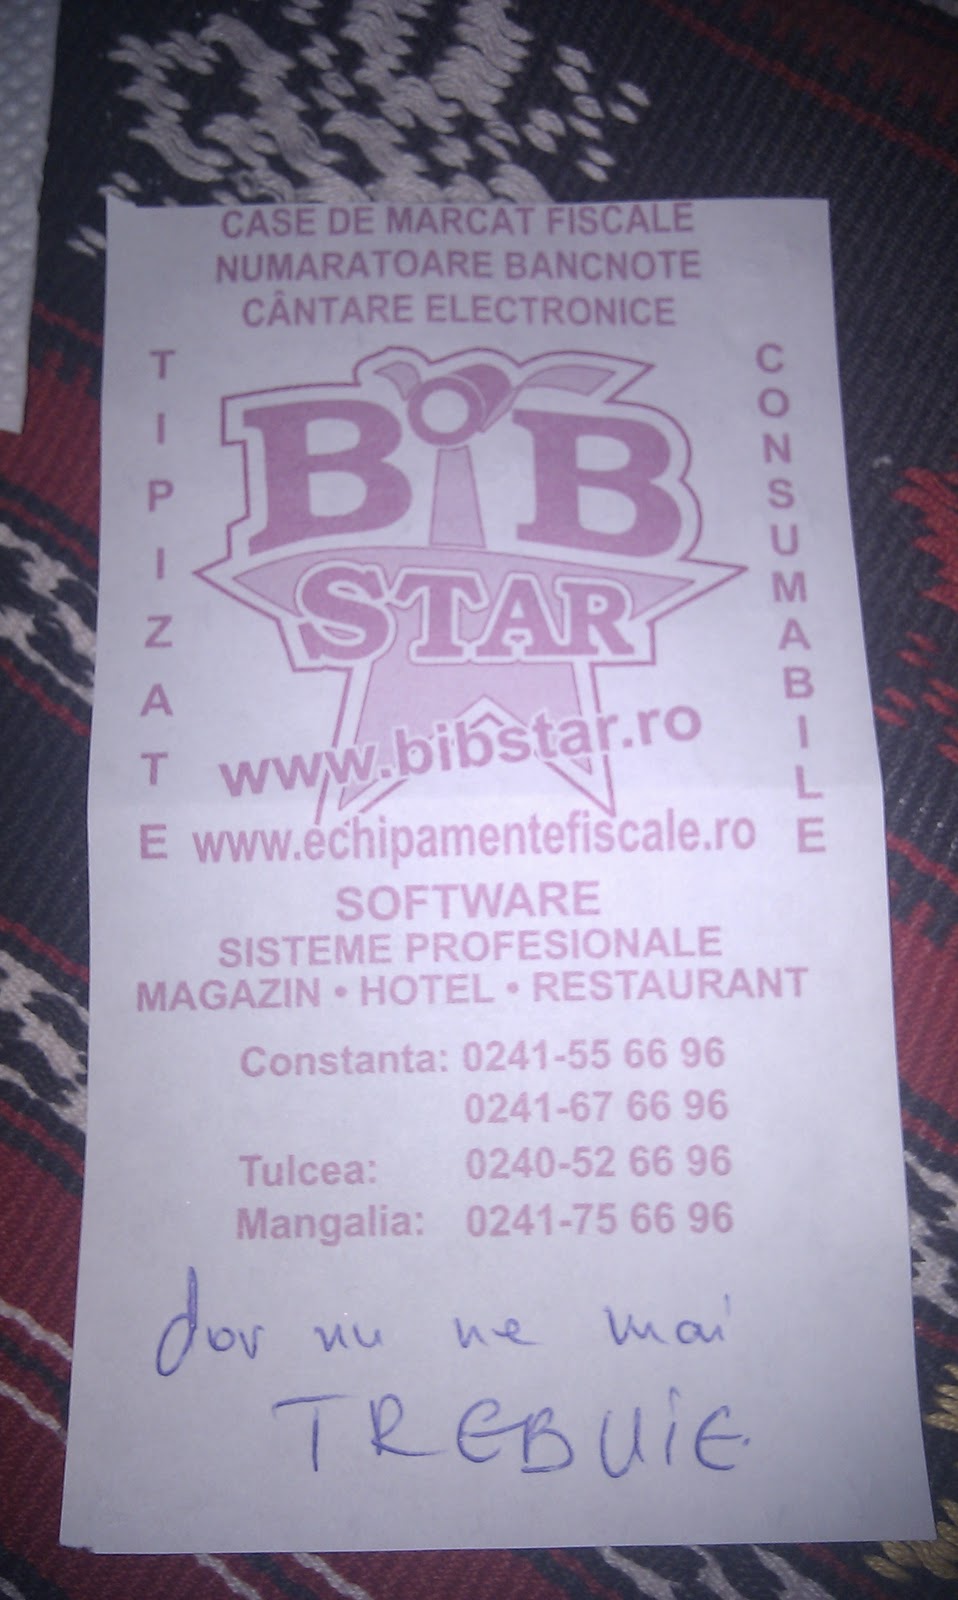 CASE DE MARCAT FISCALE
NUMARATOARE BANCNOTE
CÂNTARE ELECTRONICE
TIPIZATE
CONSUMABILE
BiB
STAR
www.bibstar.ro
www.echipamentefiscale.ro
SOFTWARE
SISTEME PROFESIONALE
MAGAZIN • HOTEL • RESTAURANT
Constanta: 0241-55 66 96
0241-67 66 96
Tulcea: 0240-52 66 96
Mangalia: 0241-75 66 96
dor nu ne mai
TREBUiE.